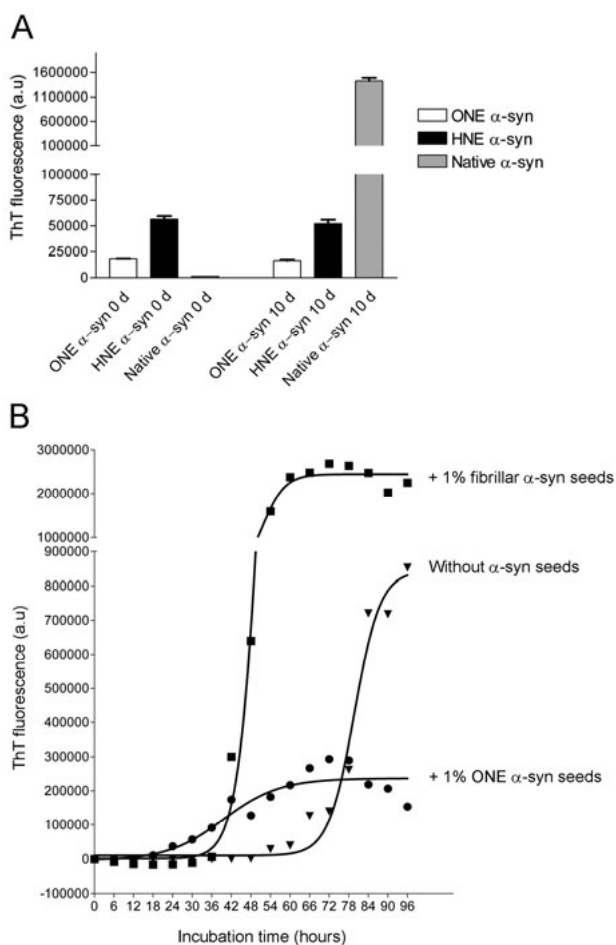 A
ThT fluorescence (a.u)
1600000
1100000
600000
100000
50000
25000
0
ONE α-syn
HNE α-syn
Native α-syn
ONE α-syn 0 d
HNE α-syn 0 d
Native α-syn 0 d
ONE α-syn 10 d
HNE α-syn 10 d
Native α-syn 10 d
B
ThT fluorescence (a.u)
3000000
2000000
1000000
900000
800000
700000
600000
500000
400000
300000
200000
100000
0
-100000
+ 1% fibrillar α-syn seeds
Without α-syn seeds
+ 1% ONE α-syn seeds
0 6 12 18 24 30 36 42 48 54 60 66 72 78 84 90 96
Incubation time (hours)